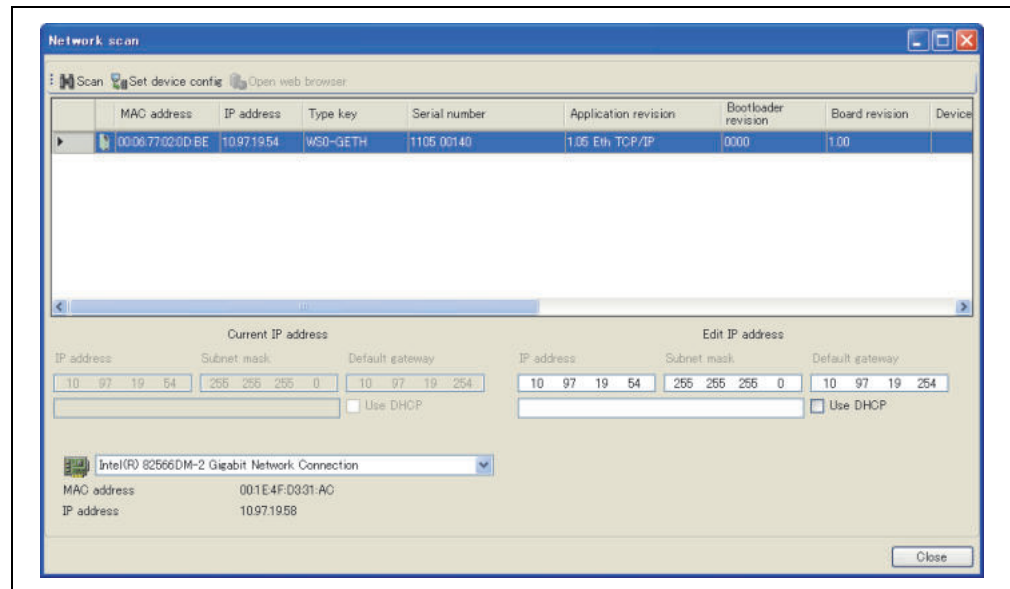 Network scan
Scan Set device config Open web browser
MAC address IP address Type key Serial number Application revision Bootloader revision Board revision Device
00:06:77:02:0D:BE 10.97.19.54 WS0-GETH 1105 00140 1.05 Eth TCP/IP 0000 1.00
Current IP address Edit IP address
IP address Subnet mask Default gateway IP address Subnet mask Default gateway
10 97 19 54 255 255 255 0 10 97 19 254 10 97 19 54 255 255 255 0 10 97 19 254
Use DHCP Use DHCP
Intel(R) 82566DM-2 Gigabit Network Connection
MAC address 00:1E:4F:D3:31:AC
IP address 10.97.19.58
Close